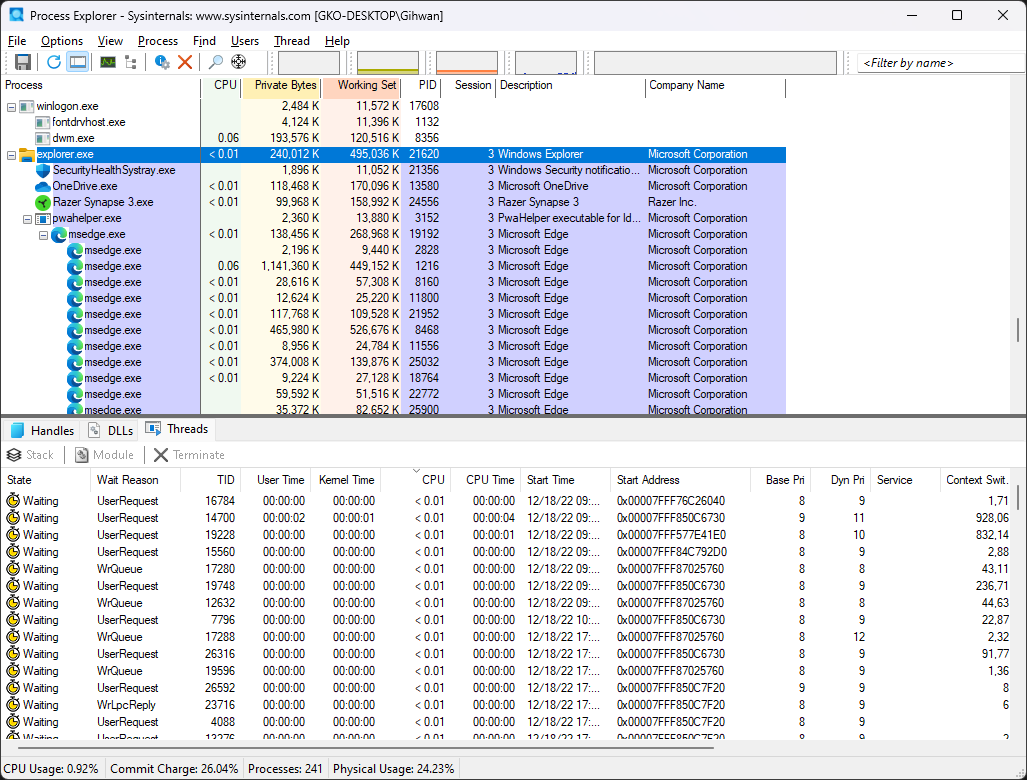 Process Explorer - Sysinternals: www.sysinternals.com [GKO-DESKTOP\Gihwan]
File Options View Process Find Users Thread Help
<Filter by name>
Process CPU Private Bytes Working Set PID Session Description Company Name
winlogon.exe 2,484 K 11,572 K 17608
fontdrvhost.exe 4,124 K 11,396 K 1132
dwm.exe 0.06 193,576 K 120,516 K 8356
explorer.exe < 0.01 240,012 K 495,036 K 21620 3 Windows Explorer Microsoft Corporation
SecurityHealthSystray.exe 1,896 K 11,052 K 21356 3 Windows Security notificatio... Microsoft Corporation
OneDrive.exe < 0.01 118,468 K 170,096 K 13580 3 Microsoft OneDrive Microsoft Corporation
Razer Synapse 3.exe < 0.01 99,968 K 158,992 K 24556 3 Razer Synapse 3 Razer Inc.
pwahelper.exe 2,360 K 13,880 K 3152 3 PwaHelper executable for Id... Microsoft Corporation
msedge.exe < 0.01 138,456 K 268,968 K 19192 3 Microsoft Edge Microsoft Corporation
msedge.exe 2,196 K 9,440 K 2828 3 Microsoft Edge Microsoft Corporation
msedge.exe 0.06 1,141,360 K 449,152 K 1216 3 Microsoft Edge Microsoft Corporation
msedge.exe < 0.01 28,616 K 57,308 K 8160 3 Microsoft Edge Microsoft Corporation
msedge.exe < 0.01 12,624 K 25,220 K 11800 3 Microsoft Edge Microsoft Corporation
msedge.exe < 0.01 117,768 K 109,528 K 21952 3 Microsoft Edge Microsoft Corporation
msedge.exe < 0.01 465,980 K 526,676 K 8468 3 Microsoft Edge Microsoft Corporation
msedge.exe < 0.01 8,956 K 24,784 K 11556 3 Microsoft Edge Microsoft Corporation
msedge.exe < 0.01 374,008 K 139,876 K 25032 3 Microsoft Edge Microsoft Corporation
msedge.exe < 0.01 9,224 K 27,128 K 18764 3 Microsoft Edge Microsoft Corporation
msedge.exe 59,592 K 51,516 K 22772 3 Microsoft Edge Microsoft Corporation
msedge.exe 35,372 K 82,652 K 25900 3 Microsoft Edge Microsoft Corporation
Handles DLLs Threads
Stack Module Terminate
State Wait Reason TID User Time Kernel Time CPU CPU Time Start Time Start Address Base Pri Dyn Pri Service Context Swit.
Waiting UserRequest 16784 00:00:00 00:00:00 < 0.01 00:00:00 12/18/22 09:... 0x00007FFF76C26040 8 9 1,71
Waiting UserRequest 14700 00:00:02 00:00:01 < 0.01 00:00:04 12/18/22 09:... 0x00007FFF850C6730 9 11 928,06
Waiting UserRequest 19228 00:00:00 00:00:00 < 0.01 00:00:01 12/18/22 09:... 0x00007FFF577E41E0 8 10 832,14
Waiting UserRequest 15560 00:00:00 00:00:00 < 0.01 00:00:00 12/18/22 09:... 0x00007FFF84C792D0 8 9 2,88
Waiting WrQueue 17280 00:00:00 00:00:00 < 0.01 00:00:00 12/18/22 09:... 0x00007FFF87025760 8 8 43,11
Waiting UserRequest 19748 00:00:00 00:00:00 < 0.01 00:00:00 12/18/22 09:... 0x00007FFF850C6730 8 9 236,71
Waiting WrQueue 12632 00:00:00 00:00:00 < 0.01 00:00:00 12/18/22 09:... 0x00007FFF87025760 8 8 44,63
Waiting UserRequest 7796 00:00:00 00:00:00 < 0.01 00:00:00 12/18/22 10:... 0x00007FFF850C6730 8 9 22,87
Waiting WrQueue 17288 00:00:00 00:00:00 < 0.01 00:00:00 12/18/22 17:... 0x00007FFF87025760 8 12 2,32
Waiting UserRequest 26316 00:00:00 00:00:00 < 0.01 00:00:00 12/18/22 17:... 0x00007FFF850C6730 8 9 91,77
Waiting WrQueue 19596 00:00:00 00:00:00 < 0.01 00:00:00 12/18/22 17:... 0x00007FFF87025760 8 9 1,36
Waiting UserRequest 26592 00:00:00 00:00:00 < 0.01 00:00:00 12/18/22 17:... 0x00007FFF850C7F20 8 9 8
Waiting WrLpcReply 23716 00:00:00 00:00:00 < 0.01 00:00:00 12/18/22 17:... 0x00007FFF850C7F20 8 9 6
Waiting UserRequest 4088 00:00:00 00:00:00 < 0.01 00:00:00 12/18/22 17:... 0x00007FFF850C7F20 8 9
Waiting UserRequest 13276 00:00:00 00:00:00 < 0.01 00:00:00 12/18/22 17:... 0x00007FFF850C7F20 8 9 2
CPU Usage: 0.92% Commit Charge: 26.04% Processes: 241 Physical Usage: 24.23%